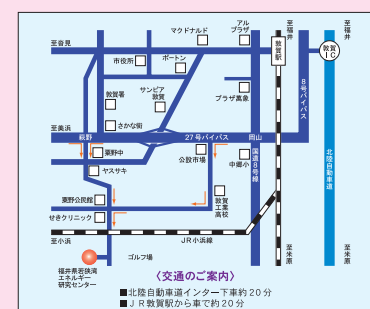 マクドナルド
アル
プラザ
至福井
至福井
至呰見
市役所
ボートン
敦賀駅
敦賀
IC
敦賀署
サンピア
敦賀
プラザ萬象
8号バイパス
さかな街
至美浜
萩野
27号バイパス
岡山
粟野中
公設市場
中郷小
国道8号線
北陸自動車道
ヤスサキ
粟野公民館
敦賀
工業
高校
せきクリニック
至小浜
JR小浜線
ゴルフ場
至米原
至米原
福井県若狭湾
エネルギー
研究センター
〈交通のご案内〉
■北陸自動車道インター下車約20分
■JR敦賀駅から車で約20分